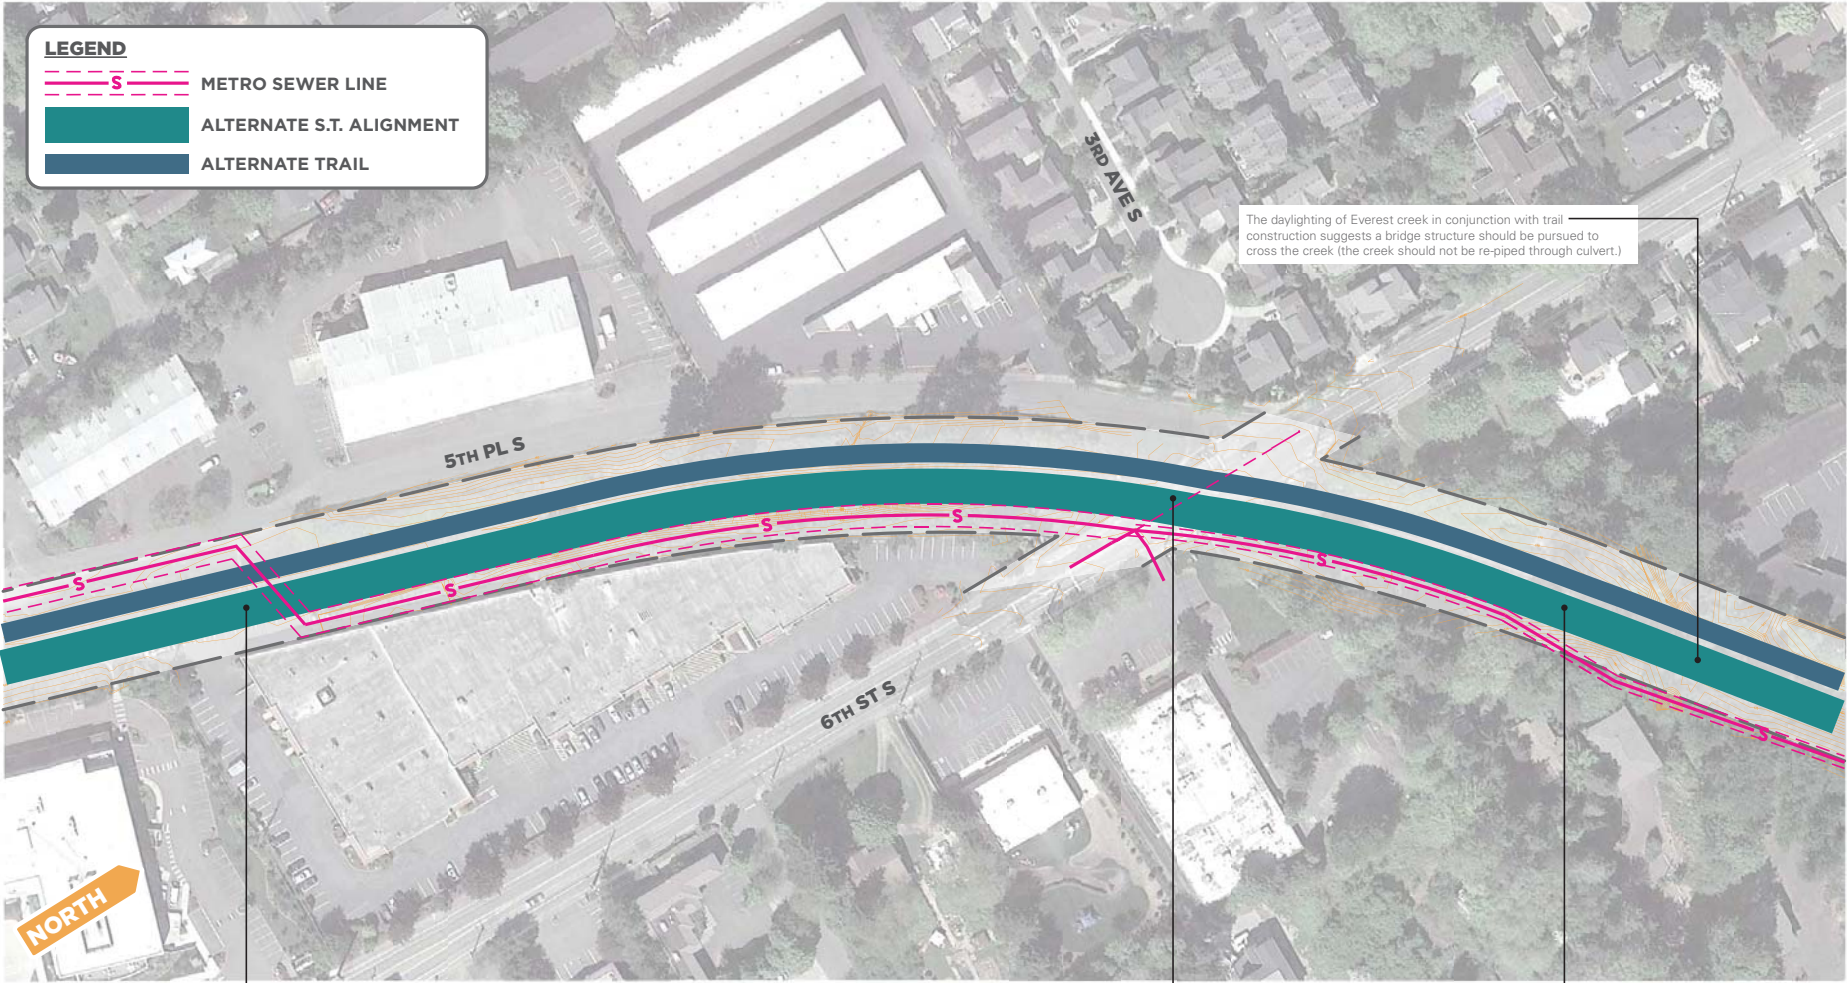 LEGEND
S METRO SEWER LINE
ALTERNATE S.T. ALIGNMENT
ALTERNATE TRAIL
3RD AVE S
The daylighting of Everest creek in conjunction with trail
construction suggests a bridge structure should be pursued to
cross the creek (the creek should not be re-piped through culvert.)
5TH PL S
S
S
S
S
S
S
6TH ST S
NORTH